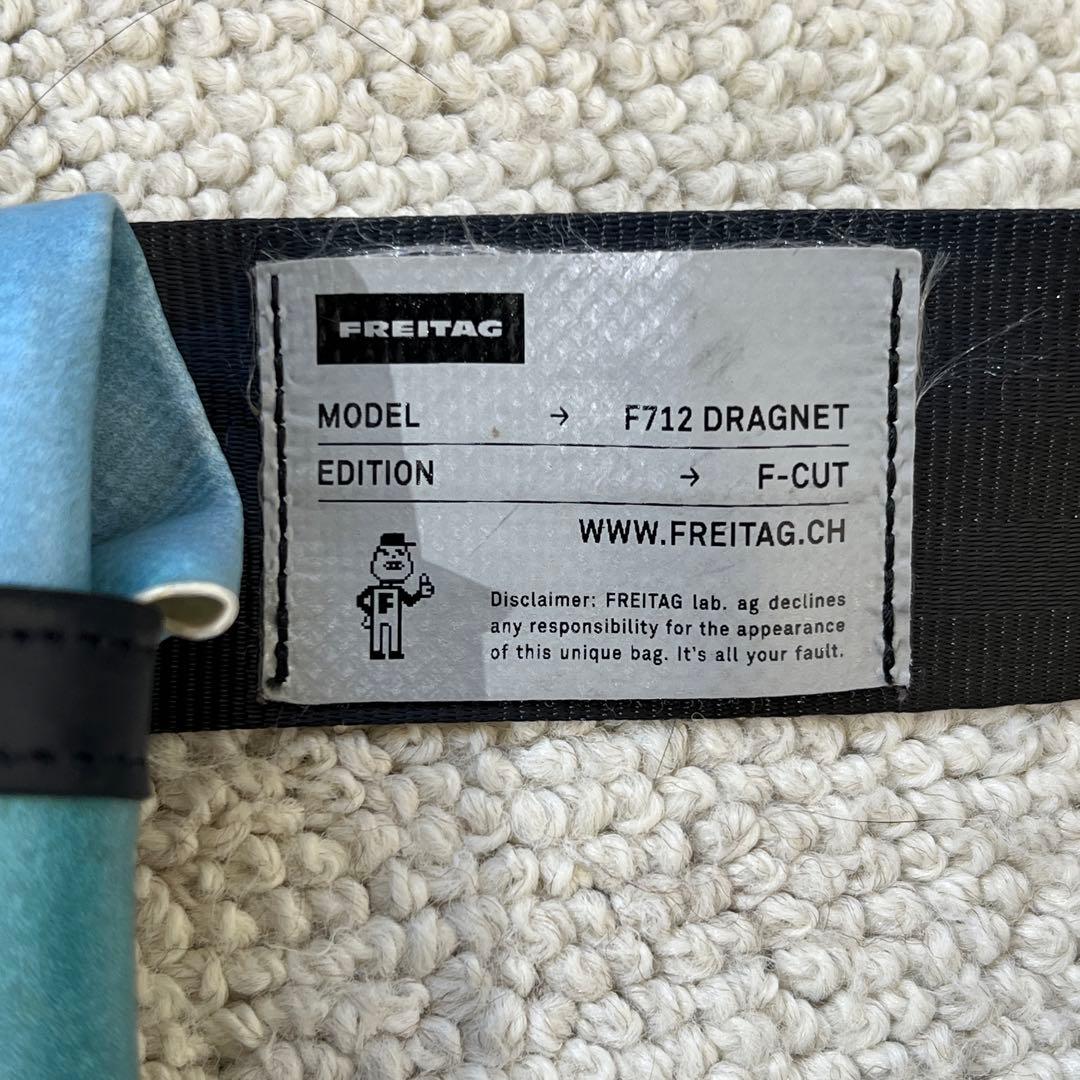 FREITAG
MODEL → F712 DRAGNET
EDITION → F-CUT
WWW.FREITAG.CH
F
Disclaimer: FREITAG lab. ag declines
any responsibility for the appearance
of this unique bag. It's all your fault.